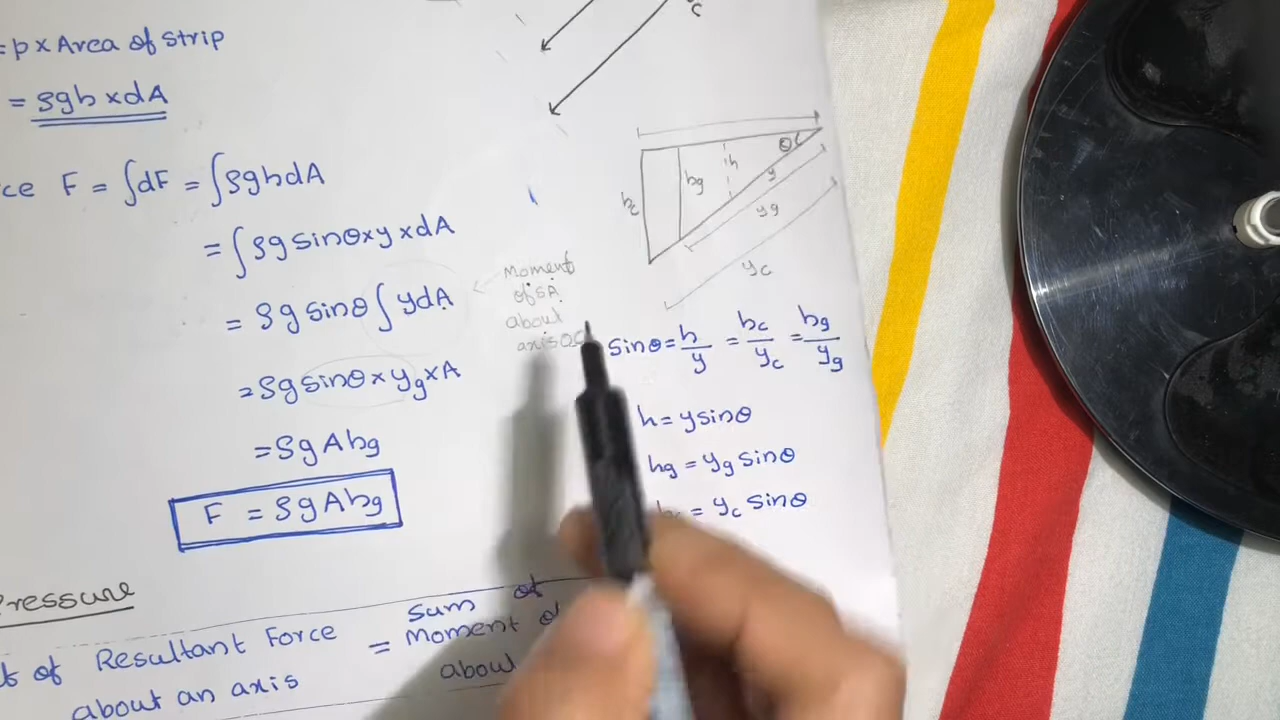 = p x Area of strip
= ρgh x dA
ce F = ∫dF = ∫ρghdA
= ∫ρg sinθ x y x dA
= ρg sinθ ∫ ydA
= ρg sinθ x yg x A
= ρg A hg
F = ρg A hg
Moment
of SA
about
axis
c
θ
h
hg
hc
y
yg
yc
sinθ = h/y = hc/yc = hg/yg
h = y sinθ
hg = yg sinθ
= yc sinθ
Pressure
of Resultant Force
about an axis
= Sum of
Moment of
about